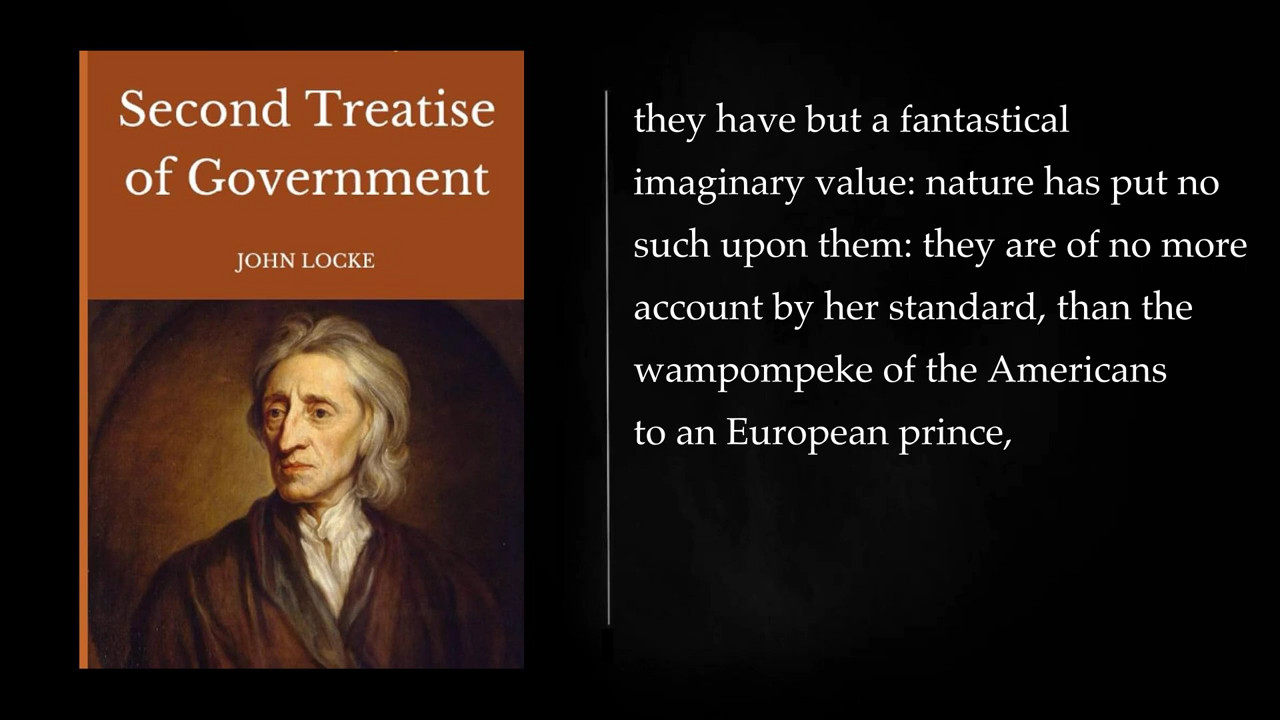 Second Treatise
of Government
JOHN LOCKE
they have but a fantastical
imaginary value: nature has put no
such upon them: they are of no more
account by her standard, than the
wampompeke of the Americans
to an European prince,